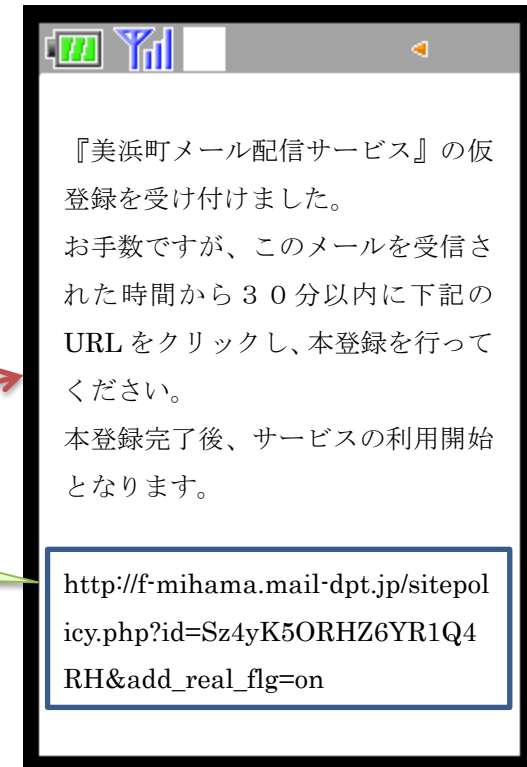 『美浜町メール配信サービス』の仮
登録を受け付けました。
お手数ですが、このメールを受信さ
れた時間から３０分以内に下記の
URL をクリックし、本登録を行って
ください。
本登録完了後、サービスの利用開始
となります。
http://f-mihama.mail-dpt.jp/sitepol
icy.php?id=Sz4yK5ORHZ6YR1Q4
RH&add_real_flg=on